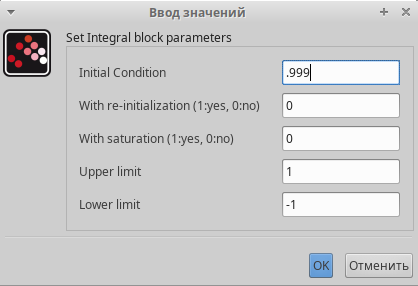 Ввод значений
Set Integral block parameters
Initial Condition .999
With re-initialization (1:yes, 0:no) 0
With saturation (1:yes, 0:no) 0
Upper limit 1
Lower limit -1
OK Отменить